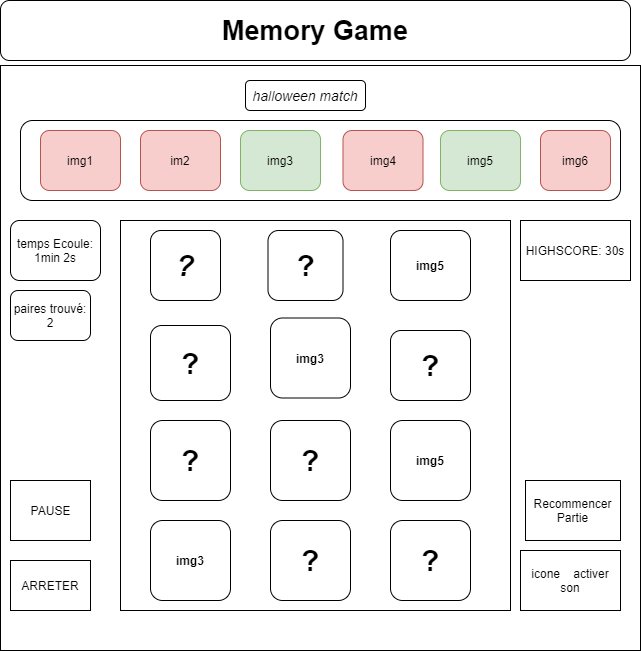 Memory Game
halloween match
img1
im2
img3
img4
img5
img6
temps Ecoule:
1min 2s
?
?
img5
HIGHSCORE: 30s
paires trouvé:
2
?
img3
?
?
?
img5
PAUSE
Recommencer
Partie
img3
?
?
ARRETER
icone activer
son